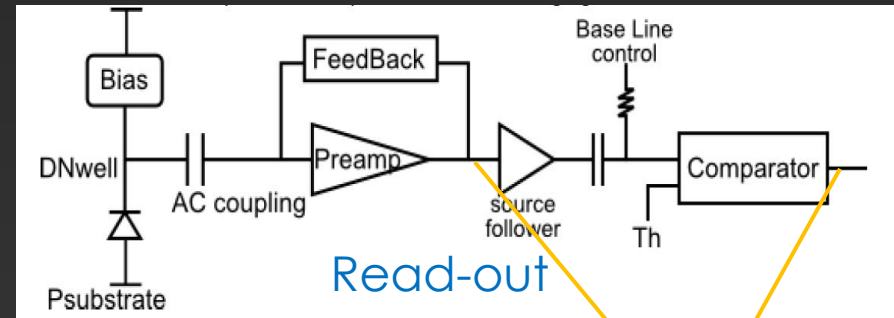 Base Line
control
FeedBack
Bias
DNwell
Preamp
Comparator
AC coupling
source
follower
Th
Read-out
Psubstrate